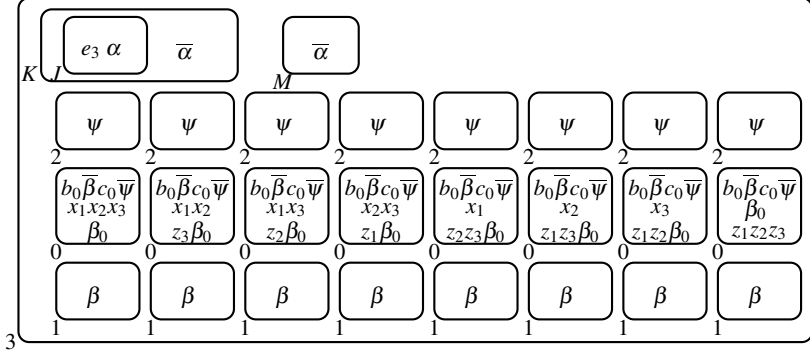 e₃ α α̅ α̅
K J M
ψ ψ ψ ψ ψ ψ ψ ψ
2 2 2 2 2 2 2 2
b₀β̅c₀ψ̅ b₀β̅c₀ψ̅ b₀β̅c₀ψ̅ b₀β̅c₀ψ̅ b₀β̅c₀ψ̅ b₀β̅c₀ψ̅ b₀β̅c₀ψ̅ b₀β̅c₀ψ̅
x₁x₂x₃ x₁x₂ x₁x₃ x₂x₃ x₁ x₂ x₃ β₀
β₀ z₃β₀ z₂β₀ z₁β₀ z₂z₃β₀ z₁z₃β₀ z₁z₂β₀ z₁z₂z₃
0 0 0 0 0 0 0 0
β β β β β β β β
3 1 1 1 1 1 1 1 1